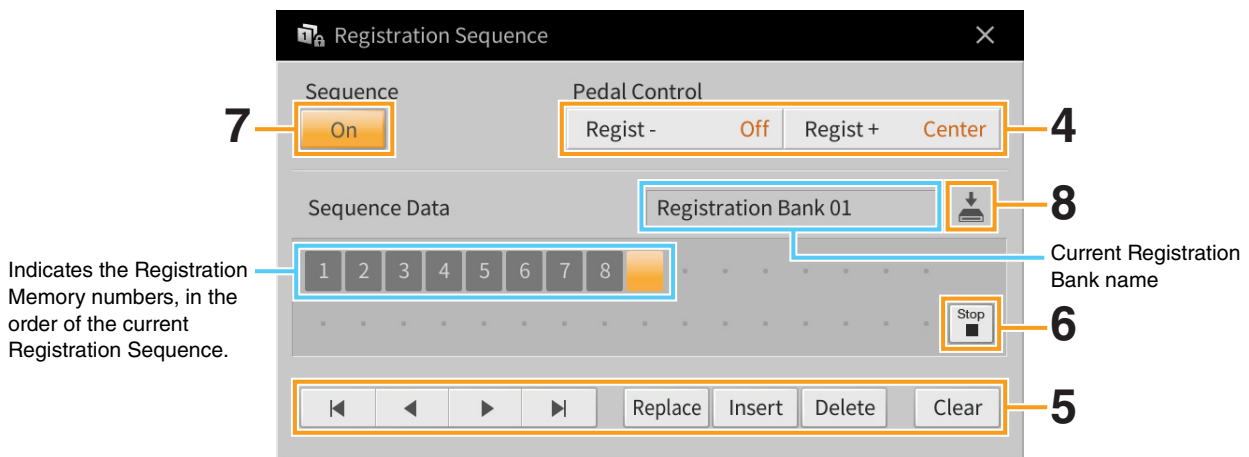 Registration Sequence
Sequence
Pedal Control
7
On
Regist -
Off
Regist +
Center
4
Sequence Data
Registration Bank 01
8
Current Registration
Bank name
Indicates the Registration
Memory numbers, in the
order of the current
Registration Sequence.
1 2 3 4 5 6 7 8
Stop
6
Replace
Insert
Delete
Clear
5